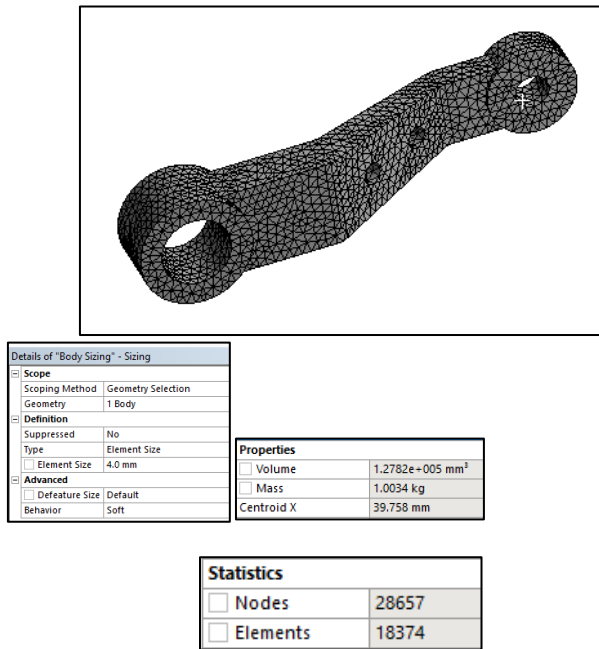 Details of "Body Sizing" - Sizing
Scope
Scoping Method Geometry Selection
Geometry 1 Body
Definition
Suppressed No
Type Element Size
Element Size 4.0 mm
Advanced
Defeature Size Default
Behavior Soft
Properties
Volume 1.2782e+005 mm³
Mass 1.0034 kg
Centroid X 39.758 mm
Statistics
Nodes 28657
Elements 18374